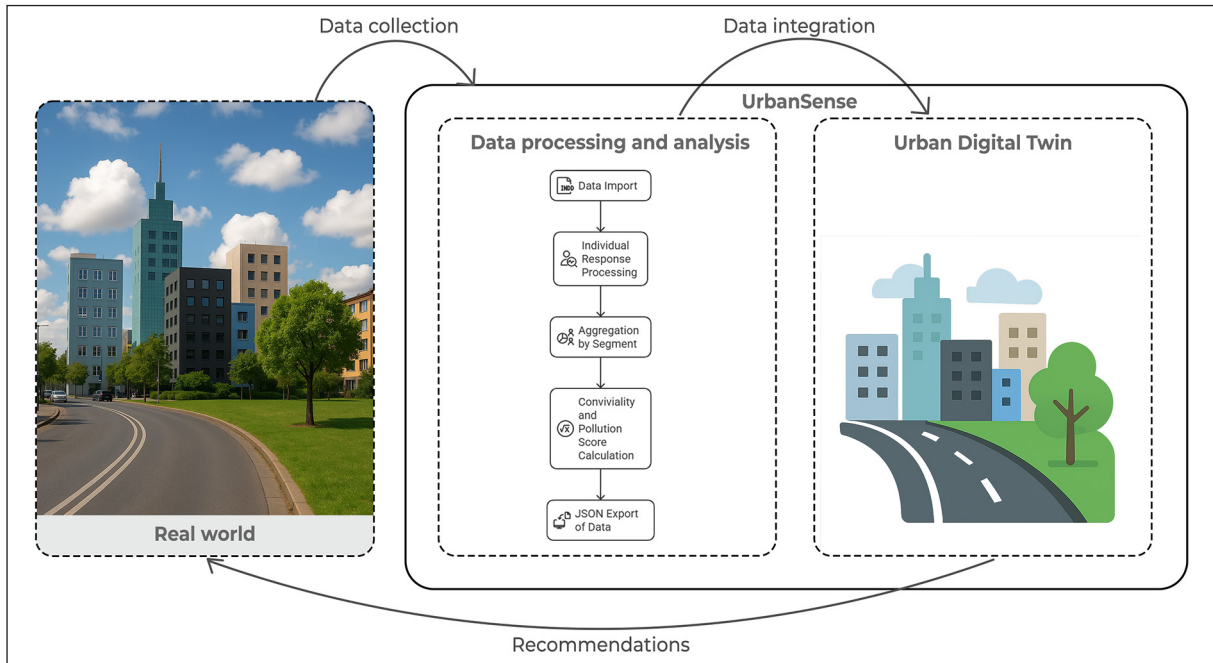 Data collection
Data integration
UrbanSense
Data processing and analysis
Urban Digital Twin
INDD
Data Import
Individual
Response
Processing
Aggregation
by Segment
√x
Conviviality
and
Pollution
Score
Calculation
JSON Export
of Data
Real world
Recommendations